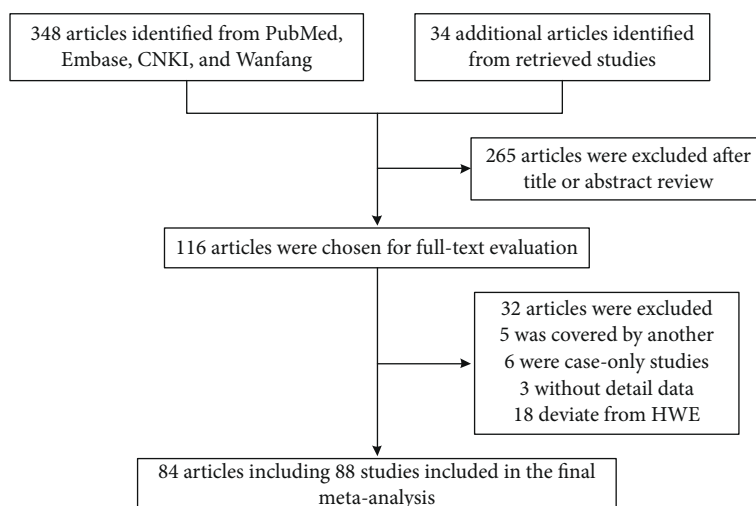 348 articles identified from PubMed,
Embase, CNKI, and Wanfang
34 additional articles identified
from retrieved studies
265 articles were excluded after
title or abstract review
116 articles were chosen for full-text evaluation
32 articles were excluded
5 was covered by another
6 were case-only studies
3 without detail data
18 deviate from HWE
84 articles including 88 studies included in the final
meta-analysis